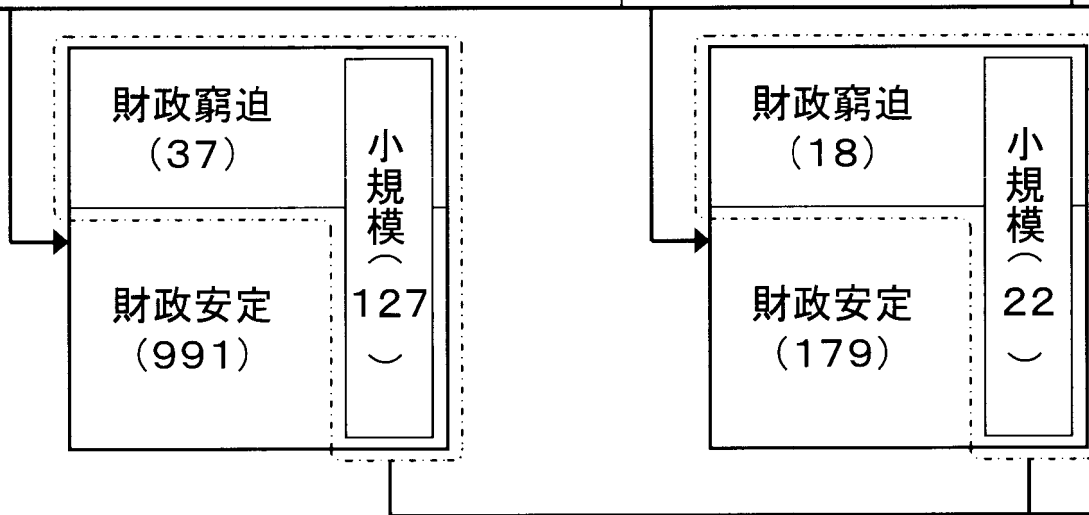 財政窮迫
(37)
財政安定
(991)
小規模(127)
財政窮迫
(18)
財政安定
(179)
小規模(22)